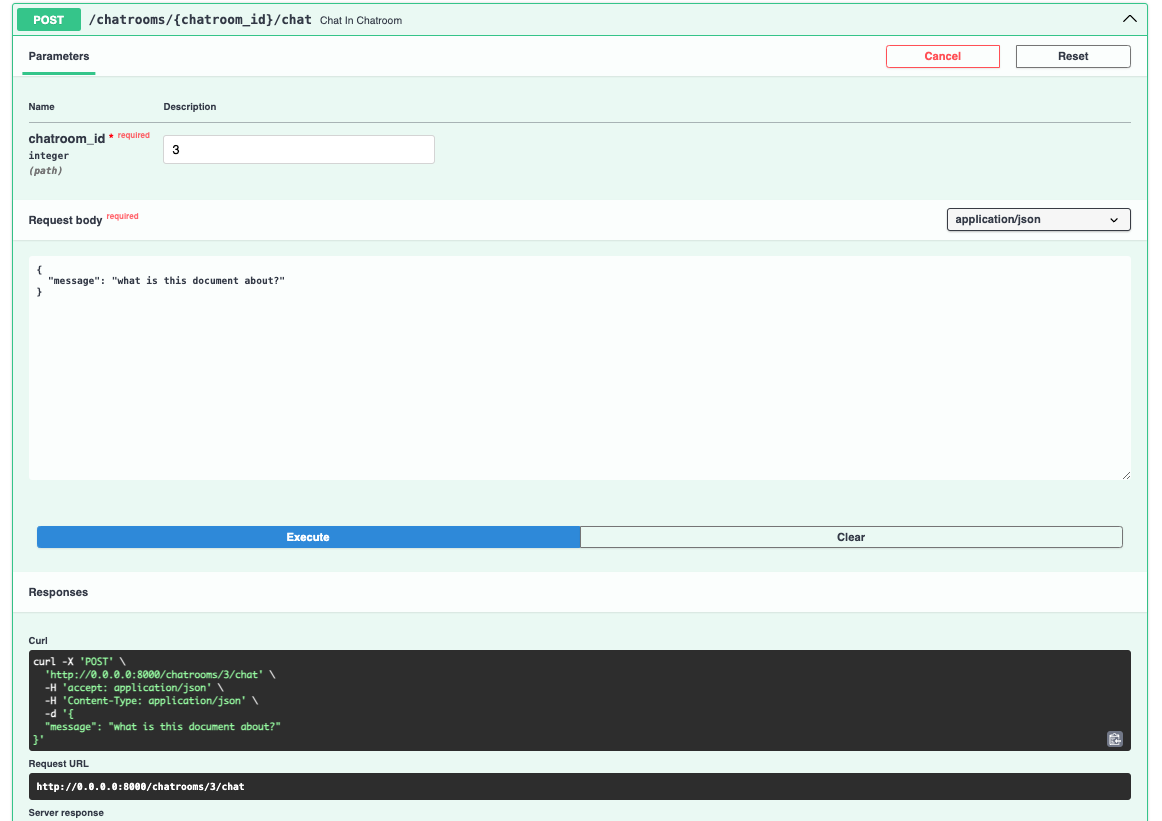 POST /chatrooms/{chatroom_id}/chat Chat In Chatroom
Parameters Cancel Reset
Name Description
chatroom_id * required
integer
(path)
3
Request body required application/json
{
  "message": "what is this document about?"
}
Execute Clear
Responses
Curl
curl -X 'POST' \
  'http://0.0.0.0:8000/chatrooms/3/chat' \
  -H 'accept: application/json' \
  -H 'Content-Type: application/json' \
  -d '{
  "message": "what is this document about?"
}'
Request URL
http://0.0.0.0:8000/chatrooms/3/chat
Server response